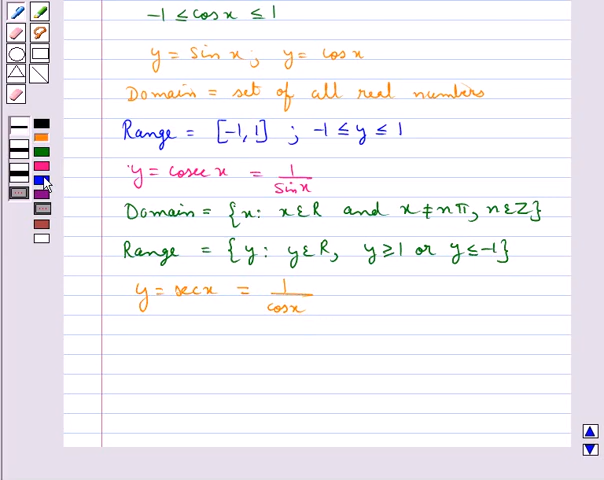 -1 ≤ cos x ≤ 1
y = sin x ; y = cos x
Domain = set of all real numbers
Range = [-1, 1] ; -1 ≤ y ≤ 1
y = cosec x = 1/sin x
Domain = {x: x ε R and x ≠ nπ, n ε Z}
Range = {y: y ε R, y ≥ 1 or y ≤ -1}
y = sec x = 1/cos x